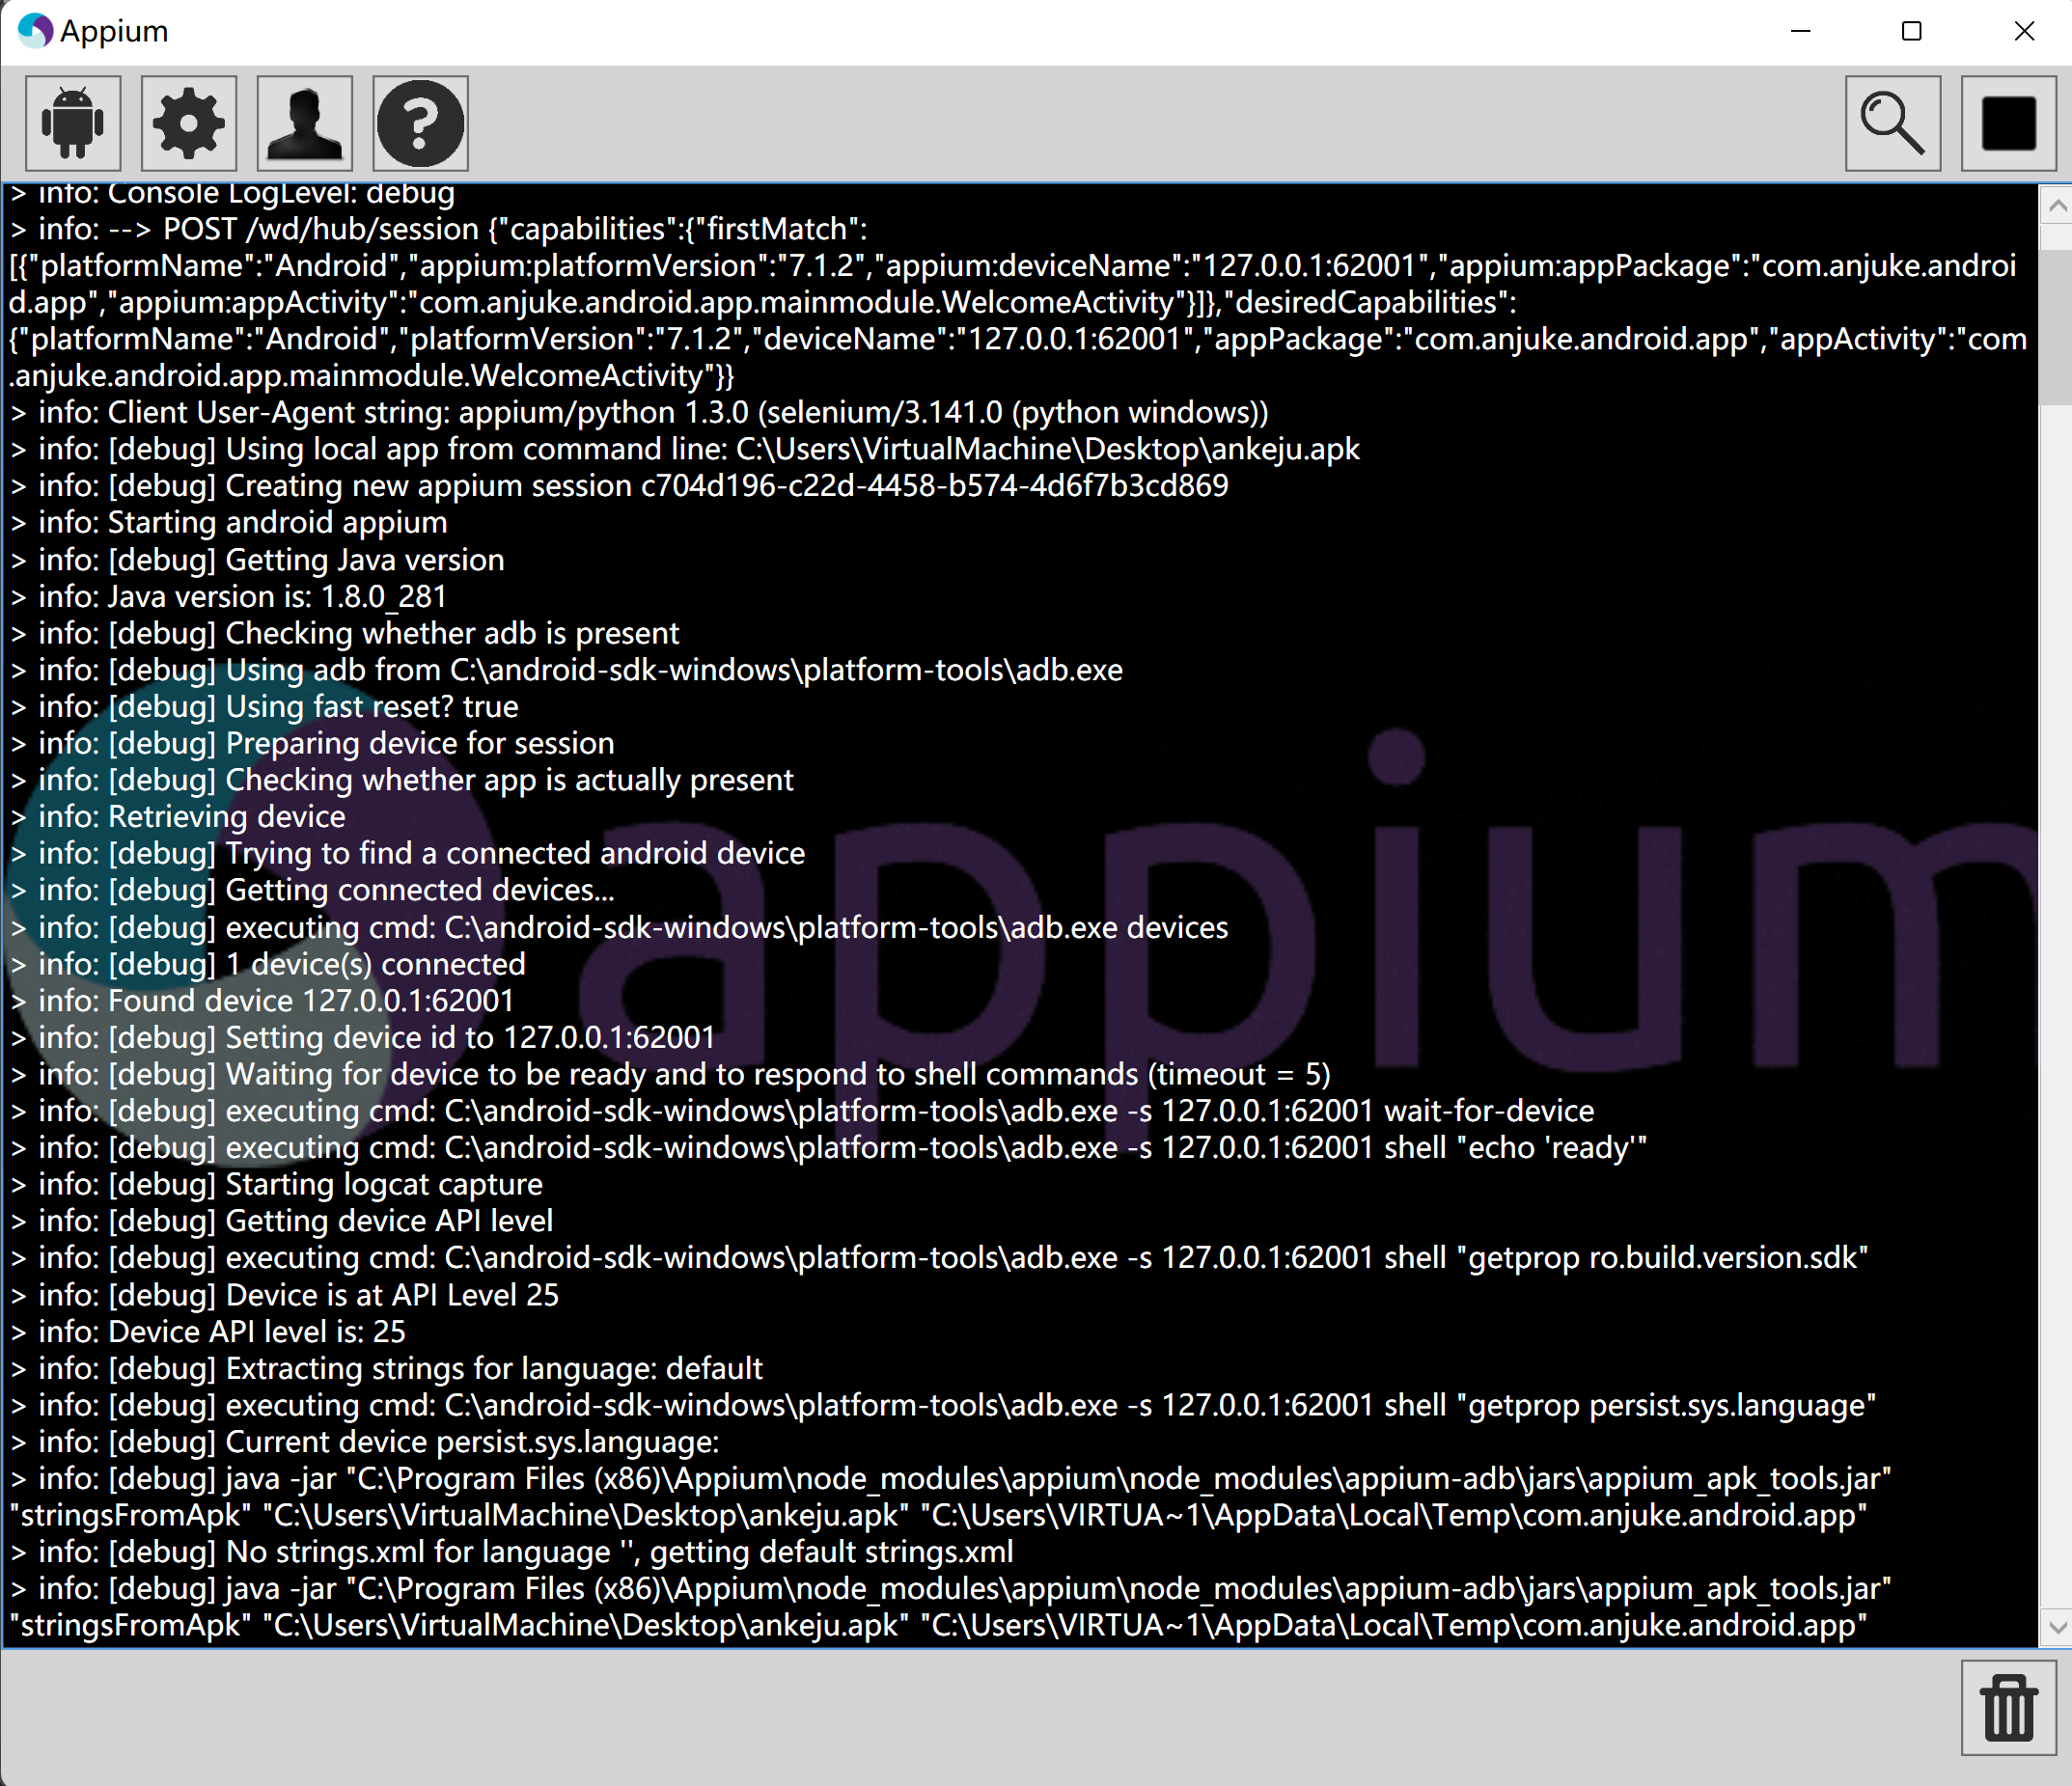 Appium
> info: Console LogLevel: debug
> info: --> POST /wd/hub/session {"capabilities":{"firstMatch":
[{"platformName":"Android","appium:platformVersion":"7.1.2","appium:deviceName":"127.0.0.1:62001","appium:appPackage":"com.anjuke.androi
d.app","appium:appActivity":"com.anjuke.android.app.mainmodule.WelcomeActivity"}]},"desiredCapabilities":
{"platformName":"Android","platformVersion":"7.1.2","deviceName":"127.0.0.1:62001","appPackage":"com.anjuke.android.app","appActivity":"com
.anjuke.android.app.mainmodule.WelcomeActivity"}}
> info: Client User-Agent string: appium/python 1.3.0 (selenium/3.141.0 (python windows))
> info: [debug] Using local app from command line: C:\Users\VirtualMachine\Desktop\ankeju.apk
> info: [debug] Creating new appium session c704d196-c22d-4458-b574-4d6f7b3cd869
> info: Starting android appium
> info: [debug] Getting Java version
> info: Java version is: 1.8.0_281
> info: [debug] Checking whether adb is present
> info: [debug] Using adb from C:\android-sdk-windows\platform-tools\adb.exe
> info: [debug] Using fast reset? true
> info: [debug] Preparing device for session
> info: [debug] Checking whether app is actually present
> info: Retrieving device
> info: [debug] Trying to find a connected android device
> info: [debug] Getting connected devices...
> info: [debug] executing cmd: C:\android-sdk-windows\platform-tools\adb.exe devices
> info: [debug] 1 device(s) connected
> info: Found device 127.0.0.1:62001
> info: [debug] Setting device id to 127.0.0.1:62001
> info: [debug] Waiting for device to be ready and to respond to shell commands (timeout = 5)
> info: [debug] executing cmd: C:\android-sdk-windows\platform-tools\adb.exe -s 127.0.0.1:62001 wait-for-device
> info: [debug] executing cmd: C:\android-sdk-windows\platform-tools\adb.exe -s 127.0.0.1:62001 shell "echo 'ready'"
> info: [debug] Starting logcat capture
> info: [debug] Getting device API level
> info: [debug] executing cmd: C:\android-sdk-windows\platform-tools\adb.exe -s 127.0.0.1:62001 shell "getprop ro.build.version.sdk"
> info: [debug] Device is at API Level 25
> info: Device API level is: 25
> info: [debug] Extracting strings for language: default
> info: [debug] executing cmd: C:\android-sdk-windows\platform-tools\adb.exe -s 127.0.0.1:62001 shell "getprop persist.sys.language"
> info: [debug] Current device persist.sys.language:
> info: [debug] java -jar "C:\Program Files (x86)\Appium\node_modules\appium\node_modules\appium-adb\jars\appium_apk_tools.jar"
"stringsFromApk" "C:\Users\VirtualMachine\Desktop\ankeju.apk" "C:\Users\VIRTUA~1\AppData\Local\Temp\com.anjuke.android.app"
> info: [debug] No strings.xml for language '', getting default strings.xml
> info: [debug] java -jar "C:\Program Files (x86)\Appium\node_modules\appium\node_modules\appium-adb\jars\appium_apk_tools.jar"
"stringsFromApk" "C:\Users\VirtualMachine\Desktop\ankeju.apk" "C:\Users\VIRTUA~1\AppData\Local\Temp\com.anjuke.android.app"
appium